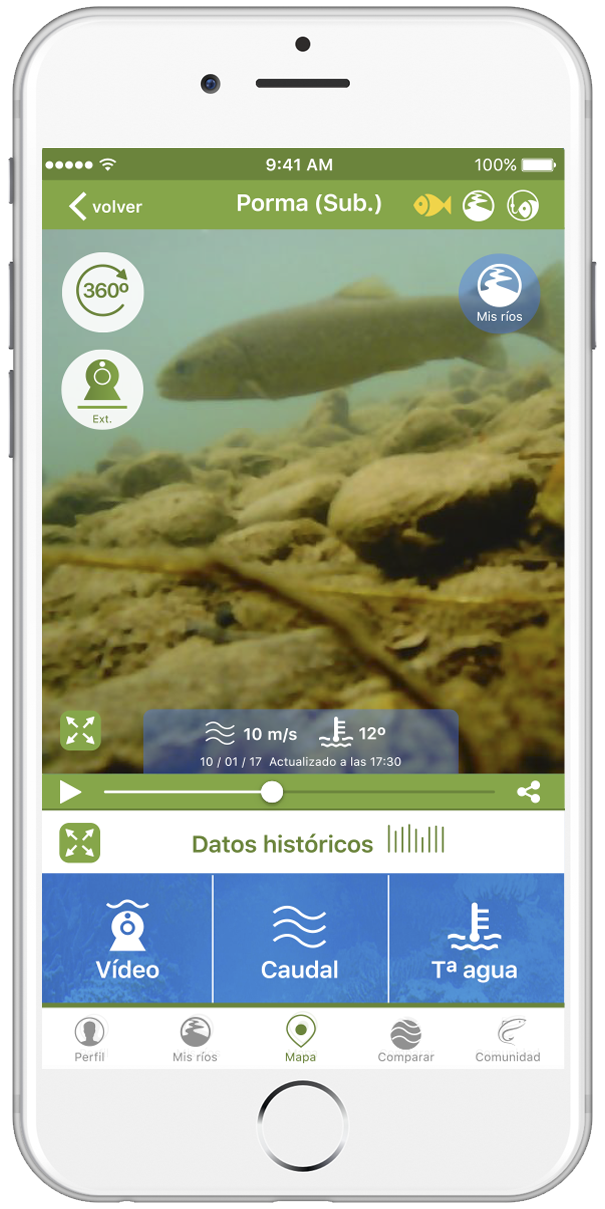 9:41 AM
100%
volver
Porma (Sub.)
360º
Mis ríos
Ext.
10 m/s
12º
10 / 01 / 17 Actualizado a las 17:30
Datos históricos
Vídeo
Caudal
Tª agua
Perfil
Mis ríos
Mapa
Comparar
Comunidad